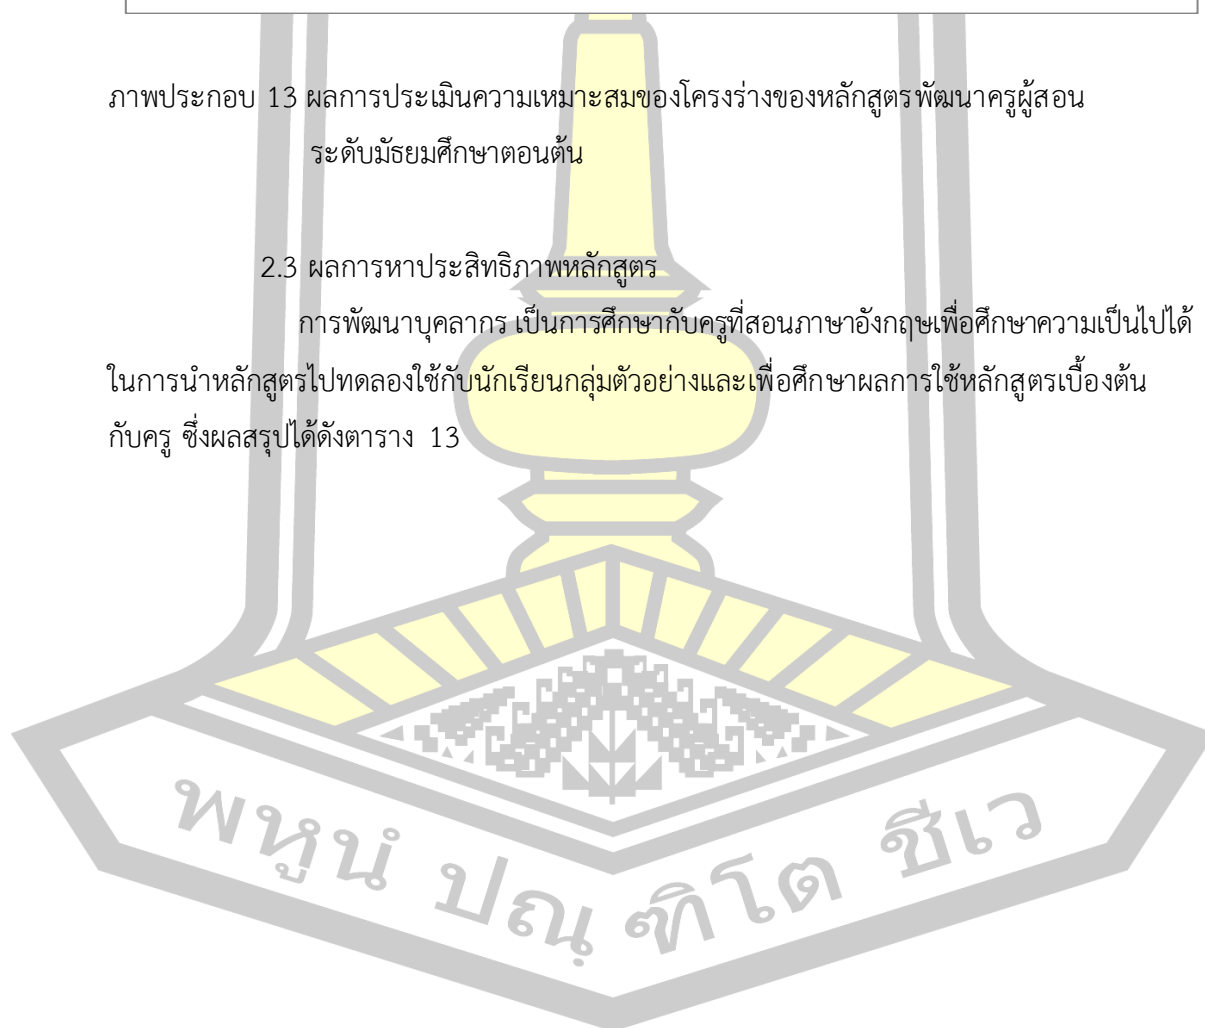 ภาพประกอบ 13 ผลการประเมินความเหมาะสมของโครงร่างของหลักสูตรพัฒนาครูผู้สอน
ระดับมัธยมศึกษาตอนต้น
2.3 ผลการหาประสิทธิภาพหลักสูตร
การพัฒนาบุคลากร เป็นการศึกษากับครูที่สอนภาษาอังกฤษเพื่อศึกษาความเป็นไปได้
ในการนำหลักสูตรไปทดลองใช้กับนักเรียนกลุ่มตัวอย่างและเพื่อศึกษาผลการใช้หลักสูตรเบื้องต้น
กับครู ซึ่งผลสรุปได้ดังตาราง 13
พหูนํ ปณฺฑิโต ชีเว